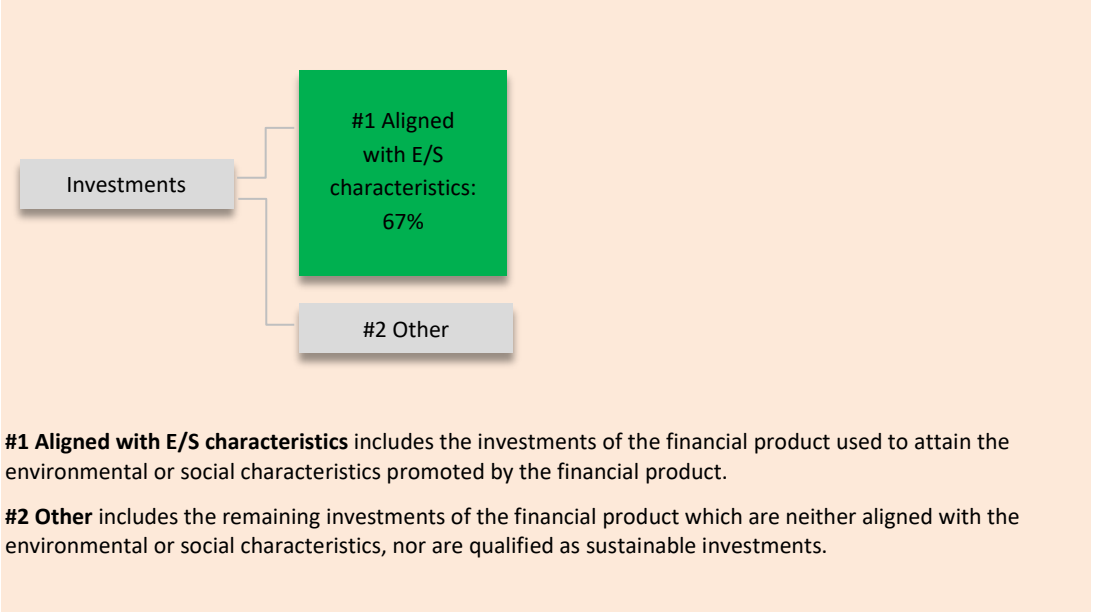 #1 Aligned
with E/S
characteristics:
67%
Investments
#2 Other
#1 Aligned with E/S characteristics includes the investments of the financial product used to attain the
environmental or social characteristics promoted by the financial product.
#2 Other includes the remaining investments of the financial product which are neither aligned with the
environmental or social characteristics, nor are qualified as sustainable investments.